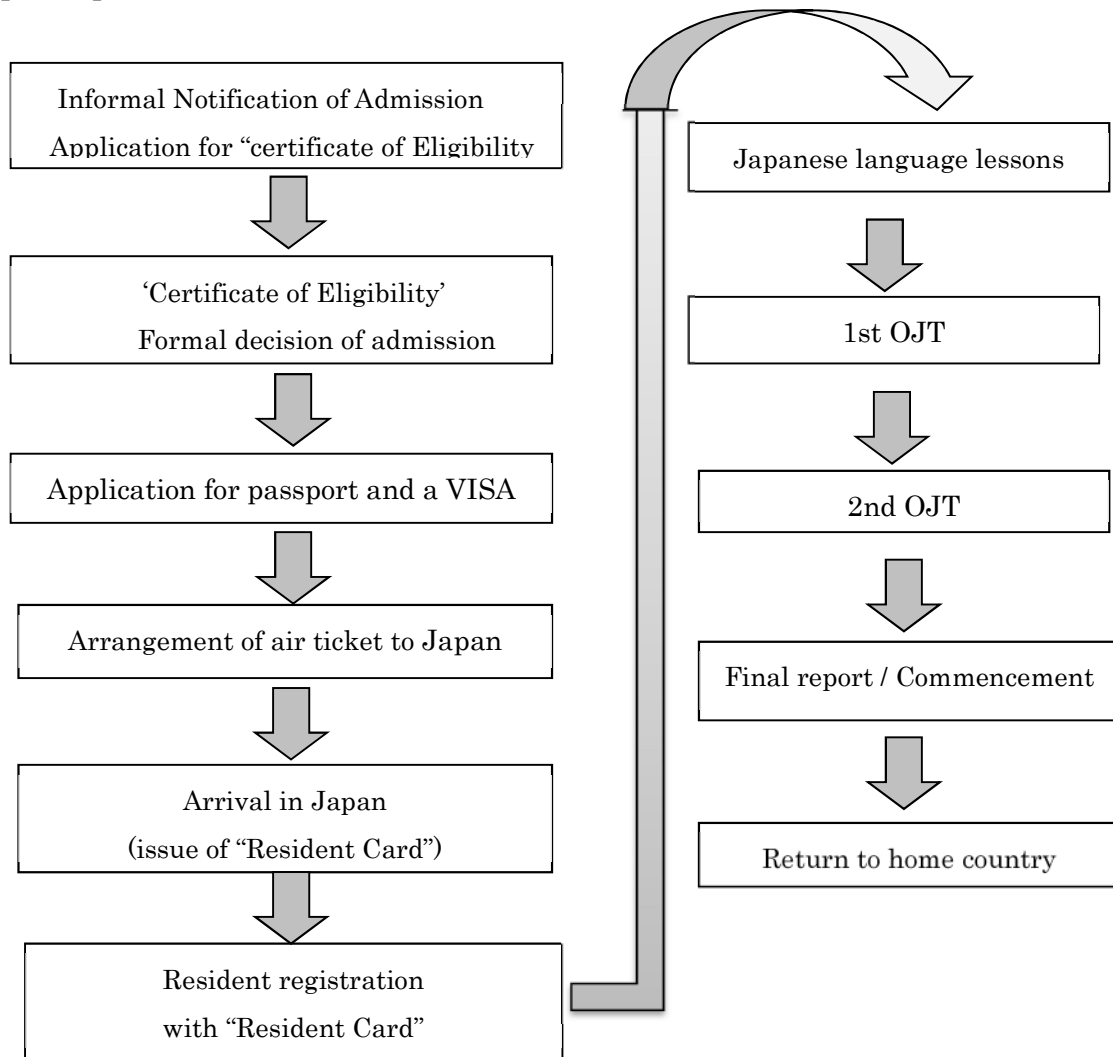 Informal Notification of Admission
Application for “certificate of Eligibility
‘Certificate of Eligibility’
Formal decision of admission
Application for passport and a VISA
Arrangement of air ticket to Japan
Arrival in Japan
(issue of “Resident Card”)
Resident registration
with “Resident Card”
Japanese language lessons
1st OJT
2nd OJT
Final report / Commencement
Return to home country